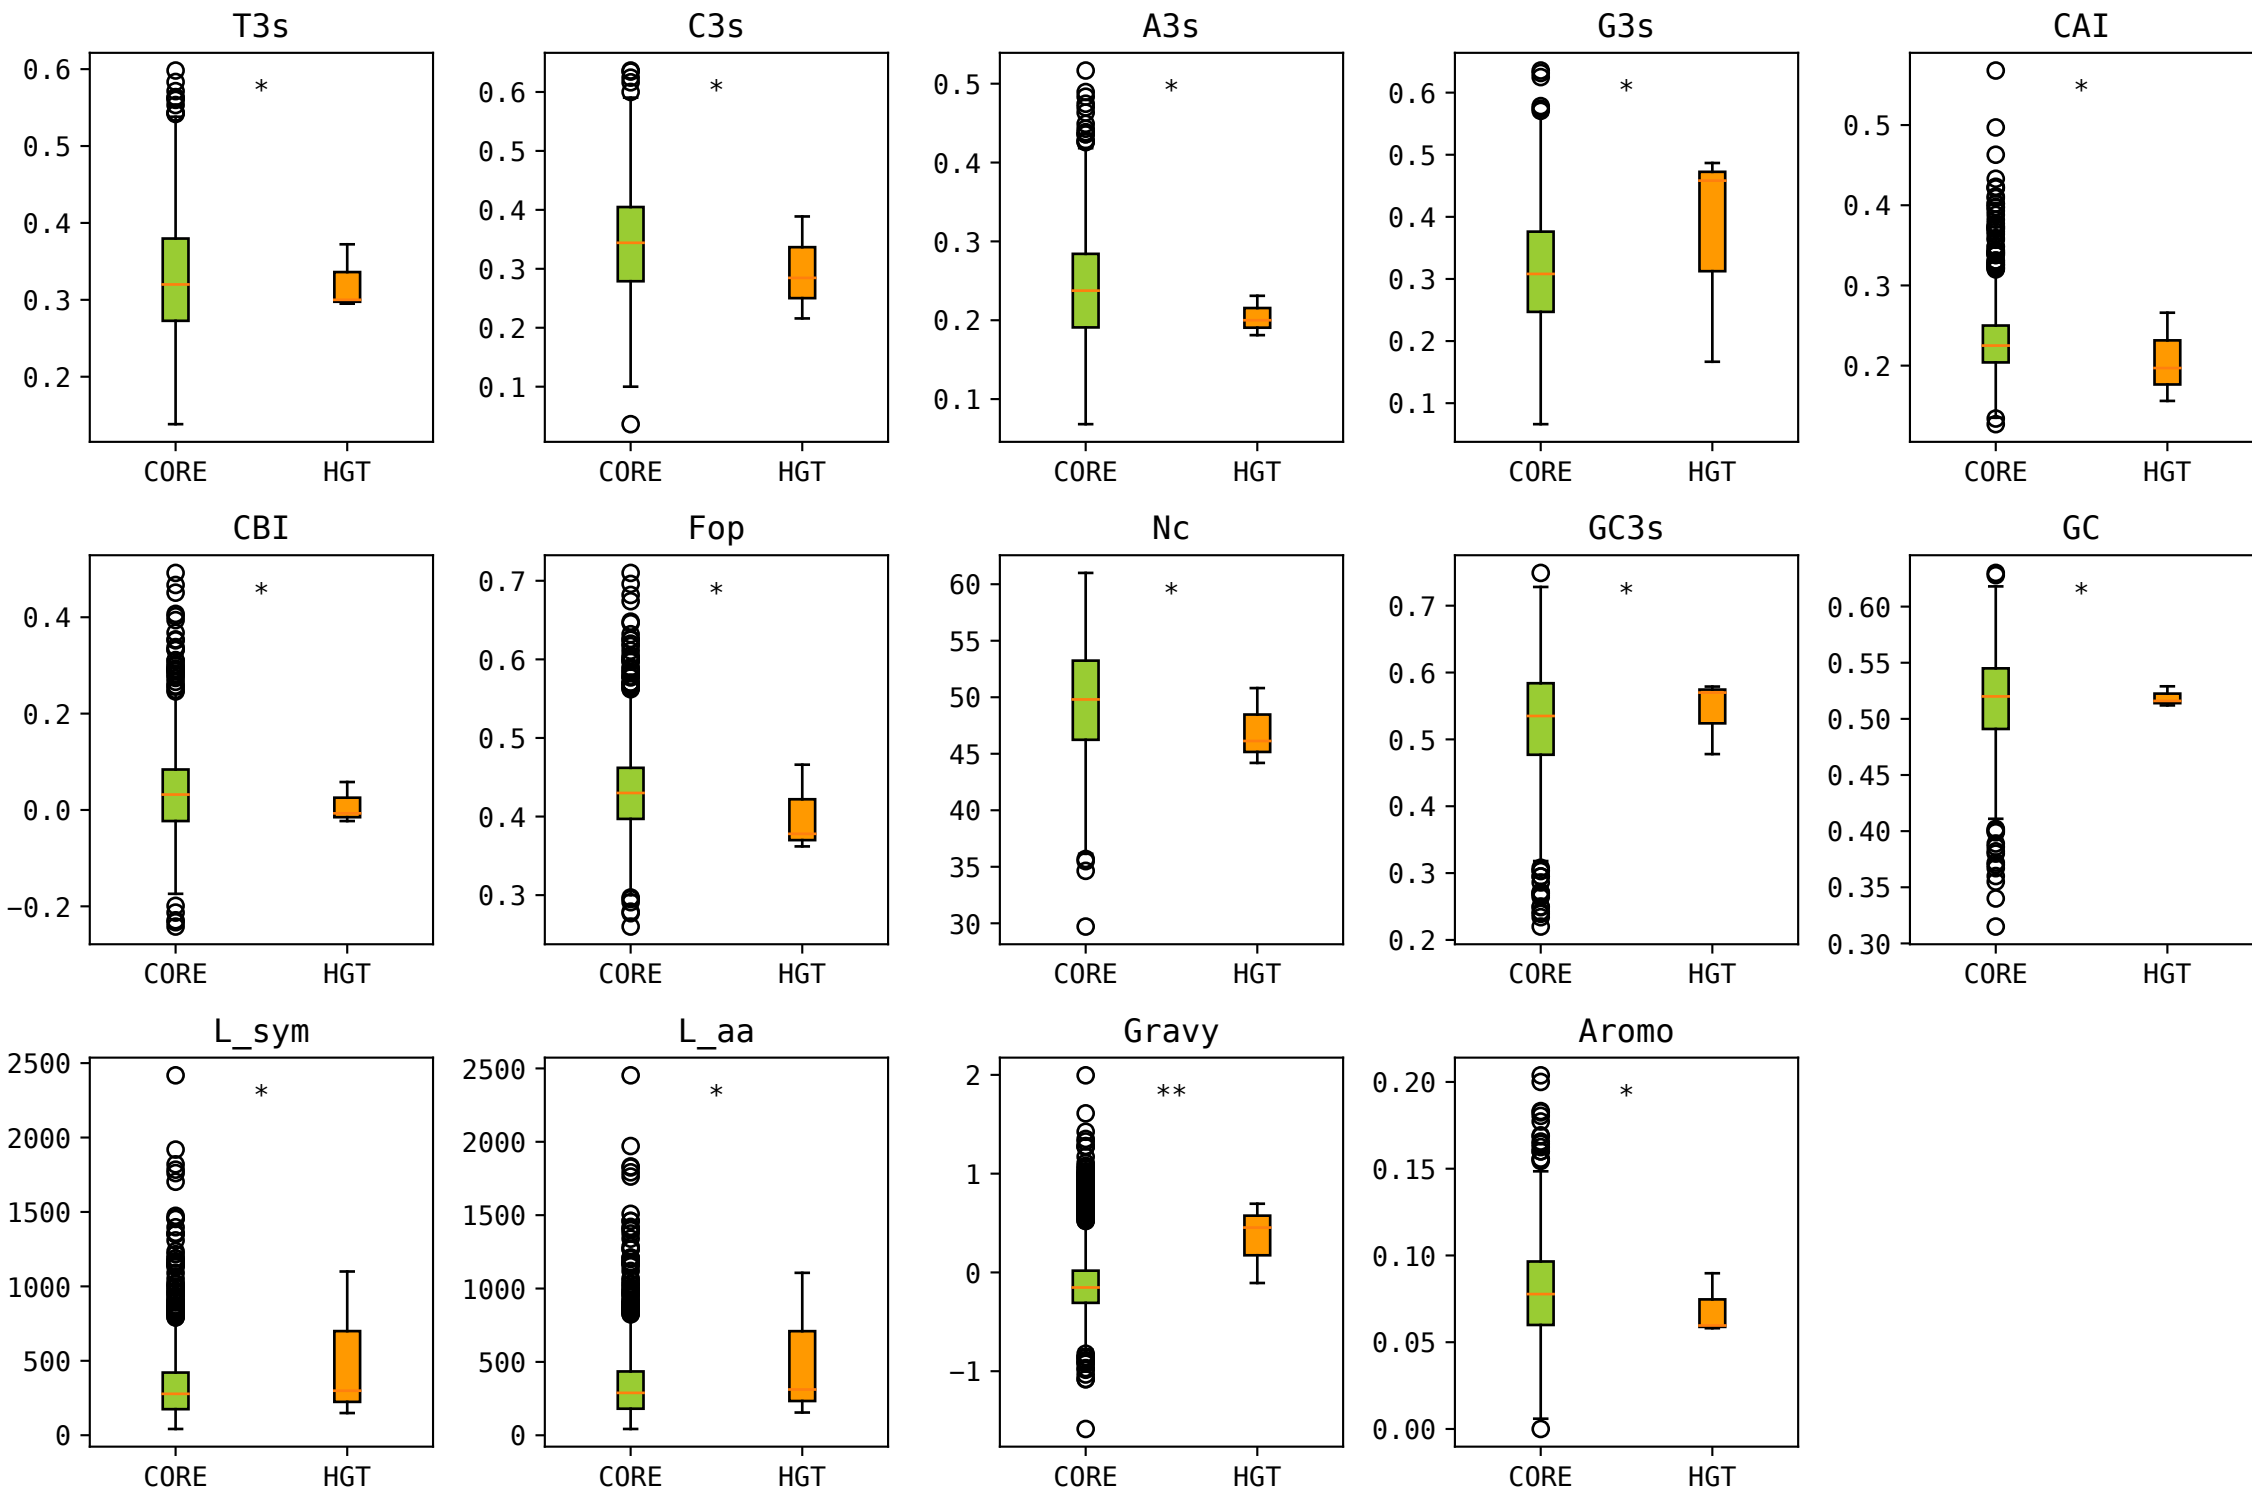 T3s C3s A3s G3s CAI
* * * * *
0.6 0.5 0.4 0.3 0.2
0.6 0.5 0.4 0.3 0.2 0.1
0.5 0.4 0.3 0.2 0.1
0.6 0.5 0.4 0.3 0.2 0.1
0.5 0.4 0.3 0.2
CORE HGT CORE HGT CORE HGT CORE HGT CORE HGT
CBI Fop Nc GC3s GC
* * * * *
0.4 0.2 0.0 −0.2
0.7 0.6 0.5 0.4 0.3
60 55 50 45 40 35 30
0.7 0.6 0.5 0.4 0.3 0.2
0.60 0.55 0.50 0.45 0.40 0.35 0.30
CORE HGT CORE HGT CORE HGT CORE HGT CORE HGT
L_sym L_aa Gravy Aromo
* * ** *
2500 2000 1500 1000 500 0
2500 2000 1500 1000 500 0
2 1 0 −1
0.20 0.15 0.10 0.05 0.00
CORE HGT CORE HGT CORE HGT CORE HGT